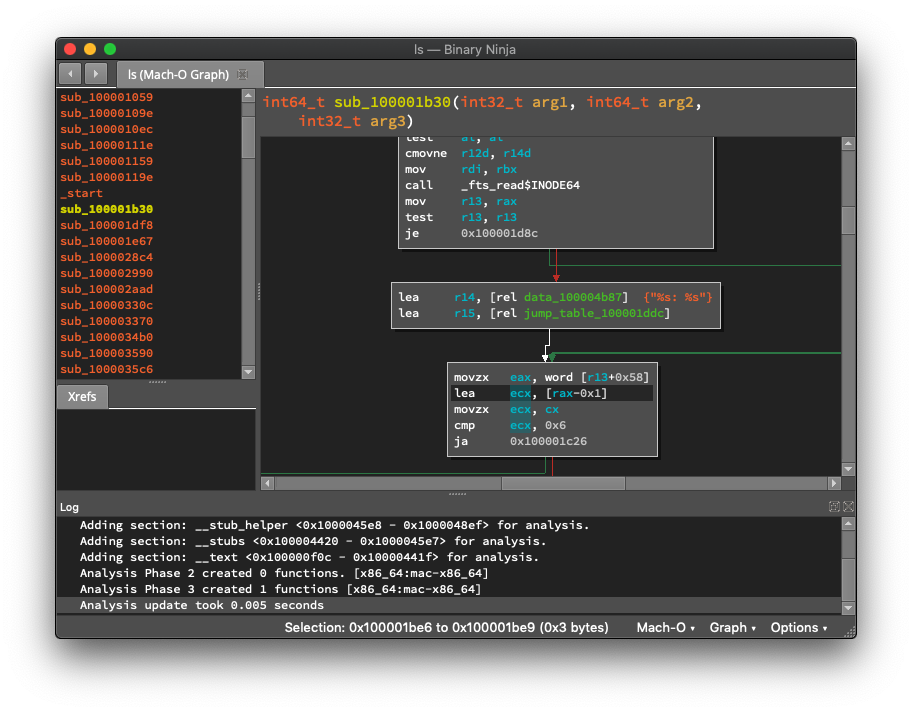 ls — Binary Ninja
ls (Mach-O Graph)
sub_100001059
sub_10000109e
sub_1000010ec
sub_10000111e
sub_100001159
sub_10000119e
_start
sub_100001b30
sub_100001df8
sub_100001e67
sub_1000028c4
sub_100002990
sub_100002aad
sub_10000330c
sub_100003370
sub_1000034b0
sub_100003590
sub_1000035c6
Xrefs
int64_t sub_100001b30(int32_t arg1, int64_t arg2,
int32_t arg3)
test al, al
cmovne r12d, r14d
mov rdi, rbx
call _fts_read$INODE64
mov r13, rax
test r13, r13
je 0x100001d8c
lea r14, [rel data_100004b87] {"%s: %s"}
lea r15, [rel jump_table_100001ddc]
movzx eax, word [r13+0x58]
lea ecx, [rax-0x1]
movzx ecx, cx
cmp ecx, 0x6
ja 0x100001c26
Log
Adding section: __stub_helper <0x1000045e8 - 0x1000048ef> for analysis.
Adding section: __stubs <0x100004420 - 0x1000045e7> for analysis.
Adding section: __text <0x100000f0c - 0x10000441f> for analysis.
Analysis Phase 2 created 0 functions. [x86_64:mac-x86_64]
Analysis Phase 3 created 1 functions [x86_64:mac-x86_64]
Analysis update took 0.005 seconds
Selection: 0x100001be6 to 0x100001be9 (0x3 bytes) Mach-O Graph Options